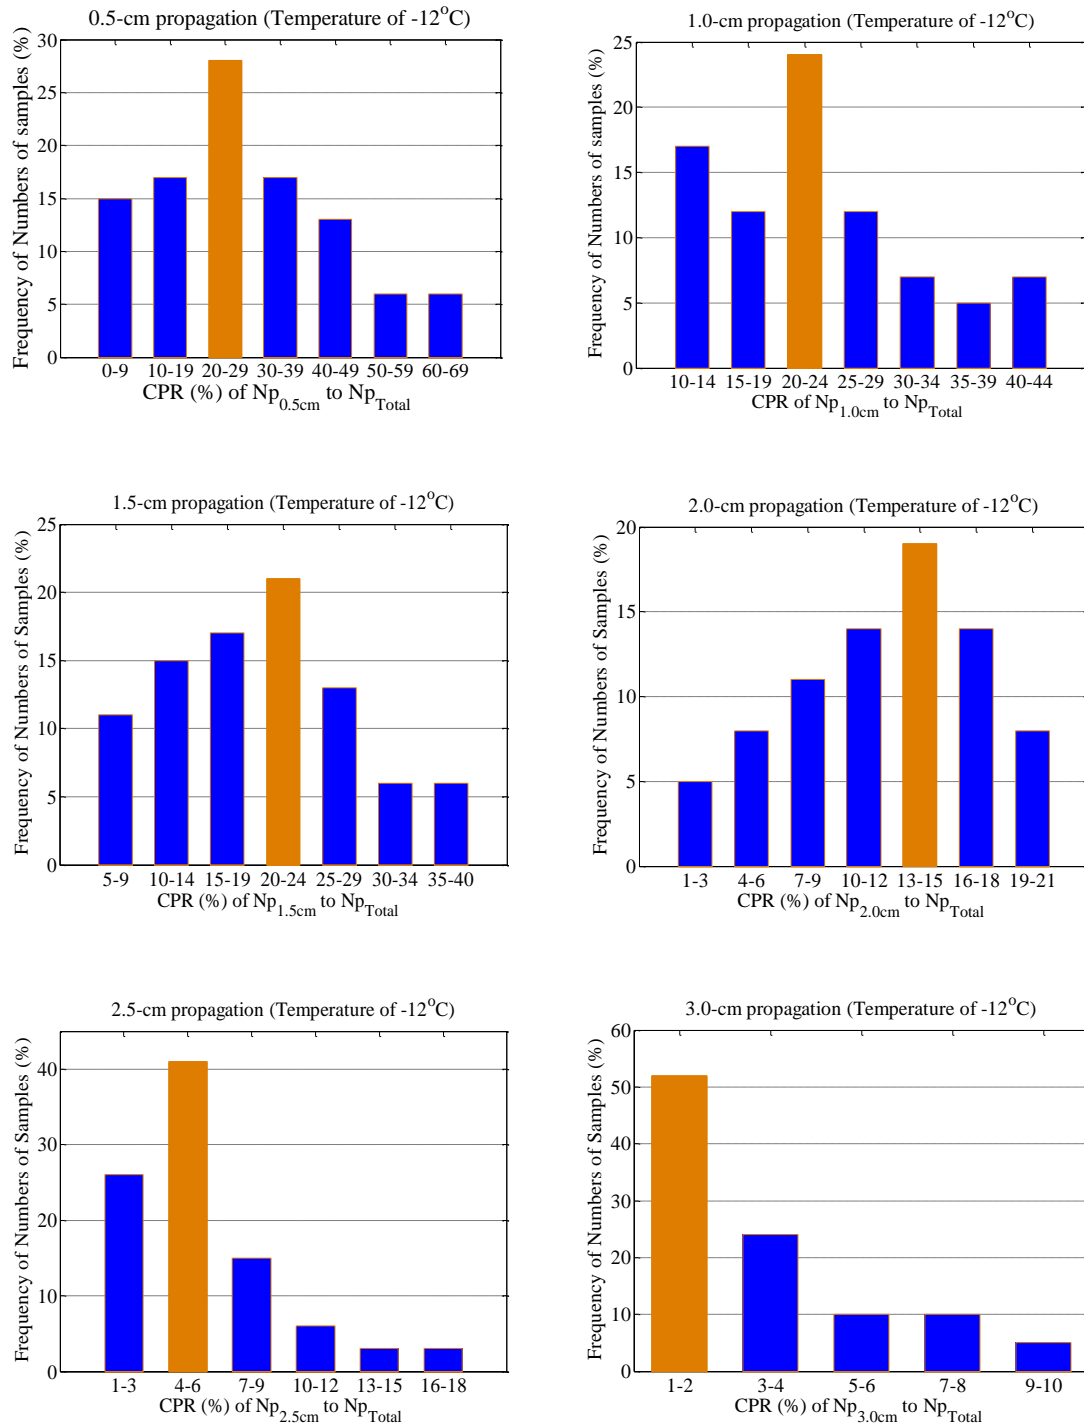 0.5-cm propagation (Temperature of -12°C)
Frequency of Numbers of samples (%)
30
25
20
15
10
5
0
0-9 10-19 20-29 30-39 40-49 50-59 60-69
CPR (%) of Np0.5cm to NpTotal
1.0-cm propagation (Temperature of -12°C)
Frequency of Numbers of samples (%)
25
20
15
10
5
0
10-14 15-19 20-24 25-29 30-34 35-39 40-44
CPR of Np1.0cm to NpTotal
1.5-cm propagation (Temperature of -12°C)
Frequency of Numbers of Samples (%)
25
20
15
10
5
0
5-9 10-14 15-19 20-24 25-29 30-34 35-40
CPR (%) of Np1.5cm to NpTotal
2.0-cm propagation (Temperature of -12°C)
Frequency of Numbers of Samples (%)
20
15
10
5
0
1-3 4-6 7-9 10-12 13-15 16-18 19-21
CPR (%) of Np2.0cm to NpTotal
2.5-cm propagation (Temperature of -12°C)
Frequency of Numbers of Samples (%)
40
30
20
10
0
1-3 4-6 7-9 10-12 13-15 16-18
CPR (%) of Np2.5cm to NpTotal
3.0-cm propagation (Temperature of -12°C)
Frequency of Numbers of Samples (%)
60
50
40
30
20
10
0
1-2 3-4 5-6 7-8 9-10
CPR (%) of Np3.0cm to NpTotal